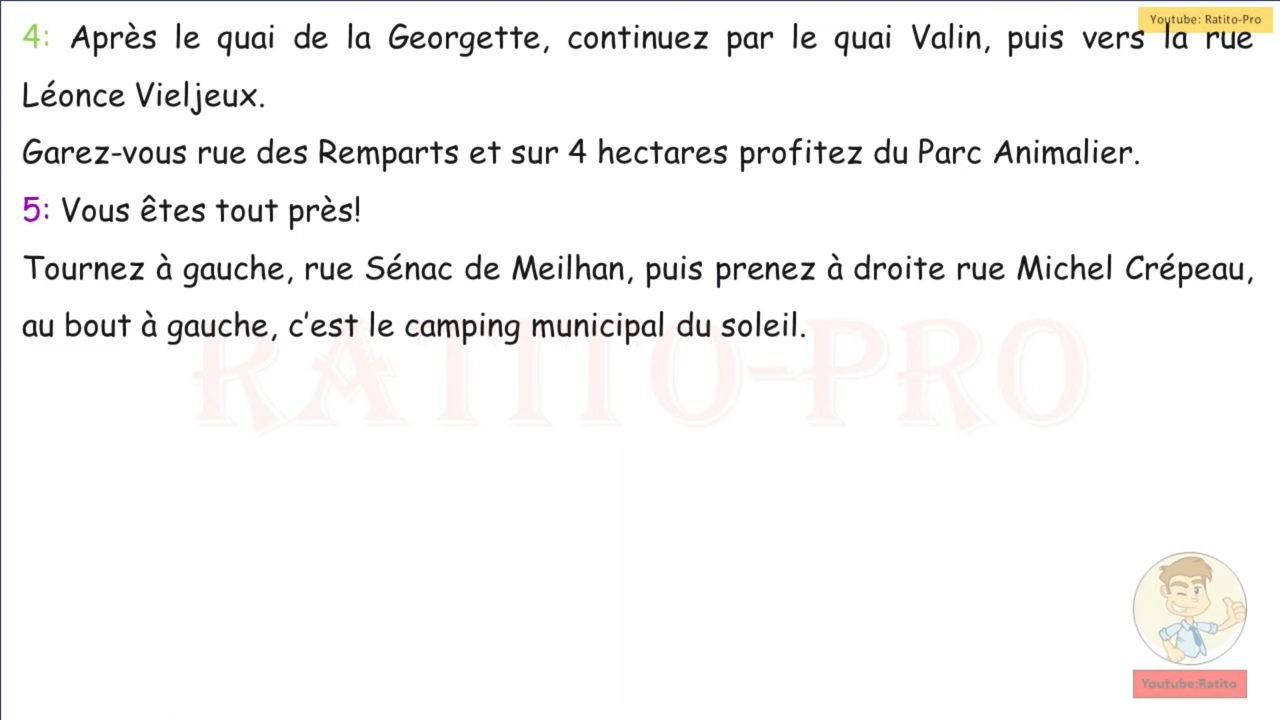 Youtube: Ratito-Pro
4: Après le quai de la Georgette, continuez par le quai Valin, puis vers la rue
Léonce Vieljeux.
Garez-vous rue des Remparts et sur 4 hectares profitez du Parc Animalier.
5: Vous êtes tout près!
Tournez à gauche, rue Sénac de Meilhan, puis prenez à droite rue Michel Crépeau,
au bout à gauche, c’est le camping municipal du soleil.
RATITO-PRO
Youtube:Ratito